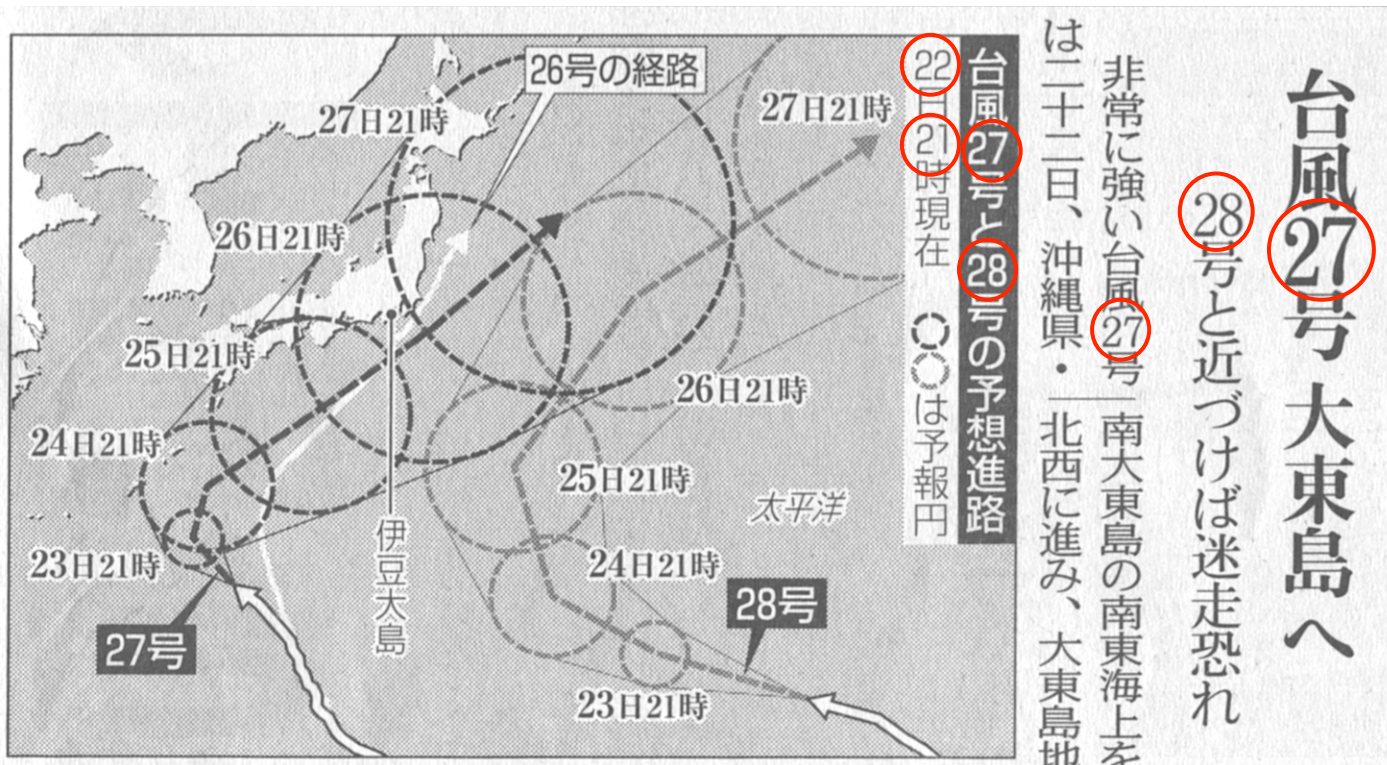 台風27号 大東島へ
28号と近づけば迷走恐れ
非常に強い台風27号
は二十二日、沖縄県・
南大東島の南東海上を
北西に進み、大東島地
台風27号と28号の予想進路
22日21時現在 は予報円
26号の経路
27日21時
27日21時
26日21時
25日21時
26日21時
24日21時
25日21時
太平洋
23日21時
24日21時
伊豆大島
28号
27号
23日21時